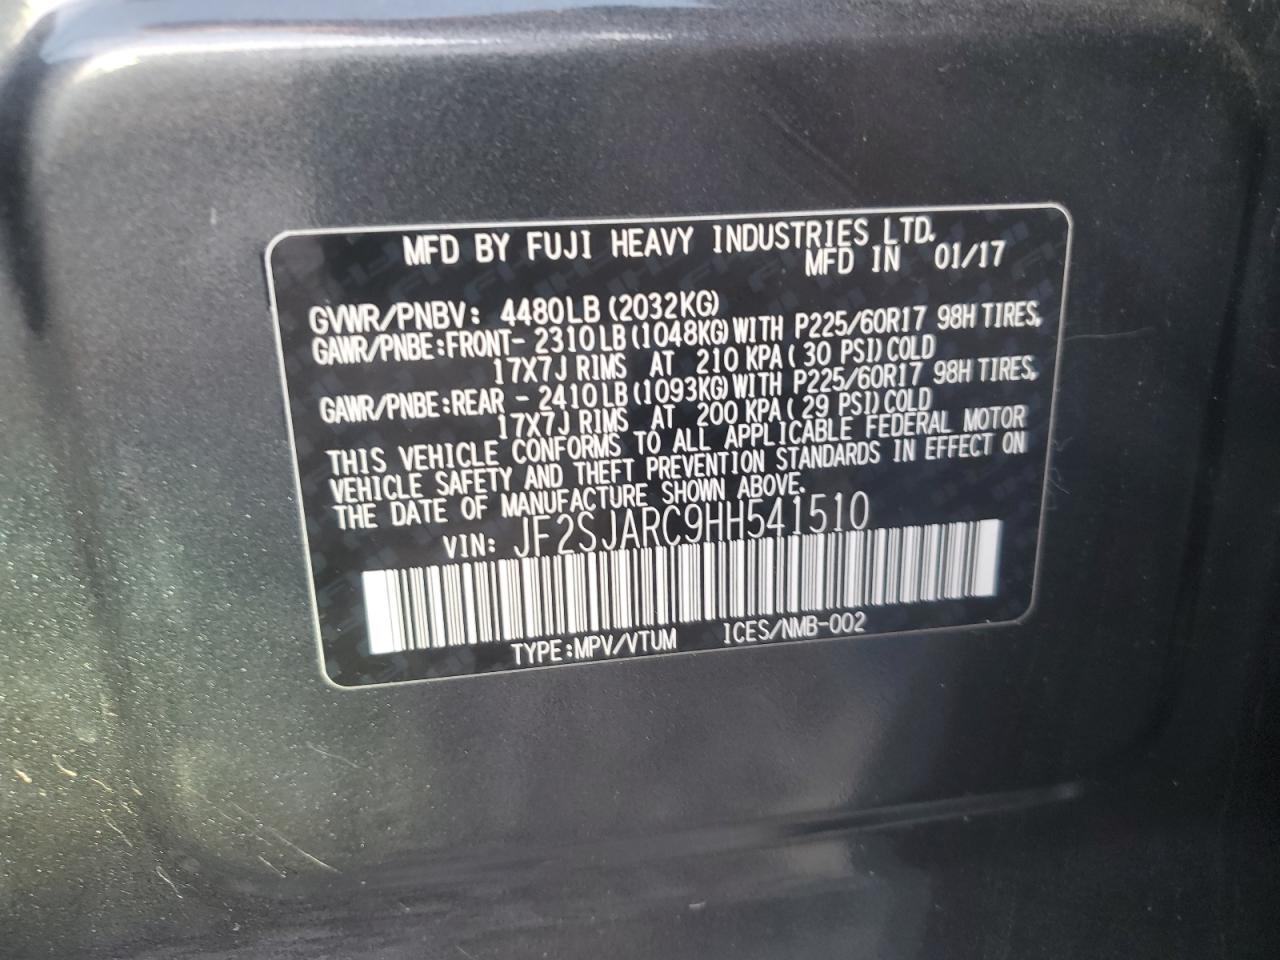 MFD BY FUJI HEAVY INDUSTRIES LTD.
MFD IN 01/17
GVWR/PNBV: 4480LB (2032KG)
GAWR/PNBE:FRONT- 2310LB (1048KG) WITH P225/60R17 98H TIRES,
17X7J RIMS AT 210 KPA ( 30 PSI) COLD
GAWR/PNBE:REAR - 2410LB (1093KG) WITH P225/60R17 98H TIRES,
17X7J RIMS AT 200 KPA ( 29 PSI) COLD
THIS VEHICLE CONFORMS TO ALL APPLICABLE FEDERAL MOTOR
VEHICLE SAFETY AND THEFT PREVENTION STANDARDS IN EFFECT ON
THE DATE OF MANUFACTURE SHOWN ABOVE.
VIN: JF2SJARC9HH541510
TYPE:MPV/VTUM ICES/NMB-002